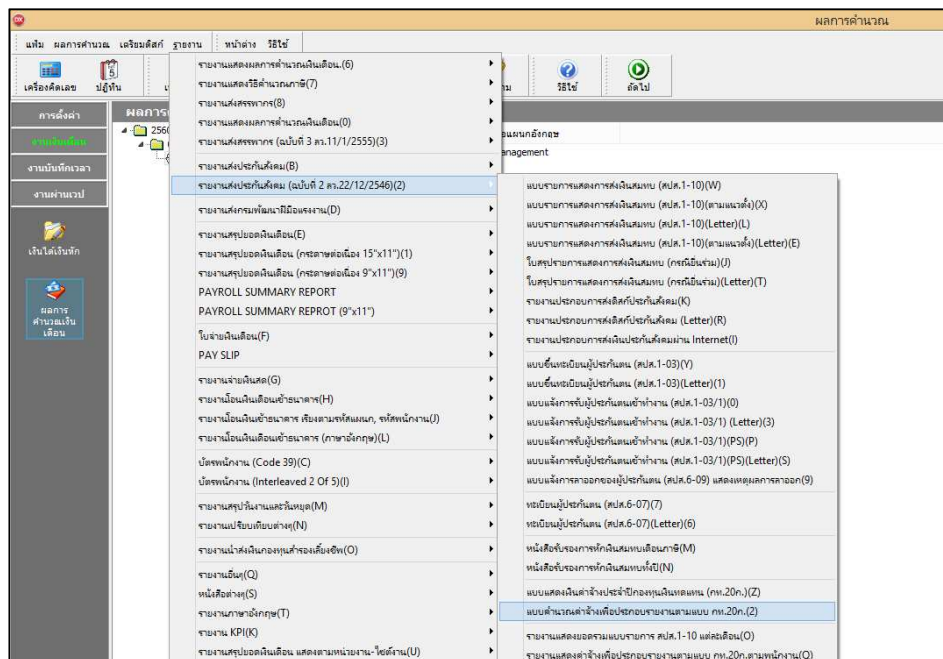 ผลการคำนวณ
แฟ้ม ผลการคำนวณ เตรียมดิสก์ รายงาน หน้าต่าง วิธีใช้
เครื่องคิดเลข ปฏิทิน วิธีใช้ ถัดไป
การตั้งค่า
งานเงินเดือน
งานบันทึกเวลา
งานผ่านเวป
เงินได้เงินหัก
ผลการ
คำนวณเงิน
เดือน
2560
anagement
รายงานแสดงผลการคำนวณเงินเดือน.(6)
รายงานแสดงวิธีคำนวณภาษี(7)
รายงานส่งสรรพากร(8)
รายงานแสดงผลการคำนวณเงินเดือน(0)
รายงานส่งสรรพากร (ฉบับที่ 3 ลว.11/1/2555)(3)
รายงานส่งประกันสังคม(B)
รายงานส่งประกันสังคม (ฉบับที่ 2 ลว.22/12/2546)(2)
รายงานส่งกรมพัฒนาฝีมือแรงงาน(D)
รายงานสรุปยอดเงินเดือน(E)
รายงานสรุปยอดเงินเดือน (กระดาษต่อเนื่อง 15"x11")(1)
รายงานสรุปยอดเงินเดือน (กระดาษต่อเนื่อง 9"x11")(9)
PAYROLL SUMMARY REPORT
PAYROLL SUMMARY REPROT (9"x11")
ใบจ่ายเงินเดือน(F)
PAY SLIP
รายงานจ่ายเงินสด(G)
รายงานโอนเงินเดือนเข้าธนาคาร(H)
รายงานโอนเงินเดือนเข้าธนาคาร เรียงตามรหัสแผนก, รหัสพนักงาน(J)
รายงานโอนเงินเดือนเข้าธนาคาร (ภาษาอังกฤษ)(L)
บัตรพนักงาน (Code 39)(C)
บัตรพนักงาน (Interleaved 2 Of 5)(I)
รายงานสรุปวันงานและวันหยุด(M)
รายงานเปรียบเทียบต่างๆ(N)
รายงานนำส่งเงินกองทุนสำรองเลี้ยงชีพ(O)
รายงานอื่นๆ(Q)
หนังสือต่างๆ(S)
รายงานภาษาอังกฤษ(T)
รายงาน KPI(K)
รายงานสรุปยอดเงินเดือน แสดงตามหน่วยงาน-ไซด์งาน(U)
แบบรายการแสดงการส่งเงินสมทบ (สปส.1-10)(W)
แบบรายการแสดงการส่งเงินสมทบ (สปส.1-10)(ตามแนวตั้ง)(X)
แบบรายการแสดงการส่งเงินสมทบ (สปส.1-10)(Letter)(L)
แบบรายการแสดงการส่งเงินสมทบ (สปส.1-10)(ตามแนวตั้ง)(Letter)(E)
ใบสรุปรายการแสดงการส่งเงินสมทบ (กรณียื่นรวม)(J)
ใบสรุปรายการแสดงการส่งเงินสมทบ (กรณียื่นรวม)(Letter)(T)
รายงานประกอบการส่งดิสก์ประกันสังคม(K)
รายงานประกอบการส่งดิสก์ประกันสังคม (Letter)(R)
รายงานประกอบการส่งเงินประกันสังคมผ่าน Internet(I)
แบบขึ้นทะเบียนผู้ประกันตน (สปส.1-03)(Y)
แบบขึ้นทะเบียนผู้ประกันตน (สปส.1-03)(Letter)(1)
แบบแจ้งการรับผู้ประกันตนเข้าทำงาน (สปส.1-03/1)(0)
แบบแจ้งการรับผู้ประกันตนเข้าทำงาน (สปส.1-03/1) (Letter)(3)
แบบแจ้งการรับผู้ประกันตนเข้าทำงาน (สปส.1-03/1)(PS)(P)
แบบแจ้งการรับผู้ประกันตนเข้าทำงาน (สปส.1-03/1)(PS)(Letter)(S)
แบบแจ้งการลาออกของผู้ประกันตน (สปส.6-09) แสดงเหตุผลการลาออก(9)
ทะเบียนผู้ประกันตน (สปส.6-07)(7)
ทะเบียนผู้ประกันตน (สปส.6-07)(Letter)(6)
หนังสือรับรองการหักเงินสมทบเดือนภาษี(M)
หนังสือรับรองการหักเงินสมทบทั้งปี(N)
แบบแสดงเงินค่าจ้างประจำปีกองทุนเงินทดแทน (กท.20ก.)(Z)
แบบคำนวณค่าจ้างเพื่อประกอบรายงานตามแบบ กท.20ก.(2)
รายงานแสดงยอดรวมแบบรายการ สปส.1-10 แต่ละเดือน(O)
รายงานแสดงค่าจ้างเพื่อประกอบรายงานตามแบบ กท.20ก.ตามพนักงาน(Q)